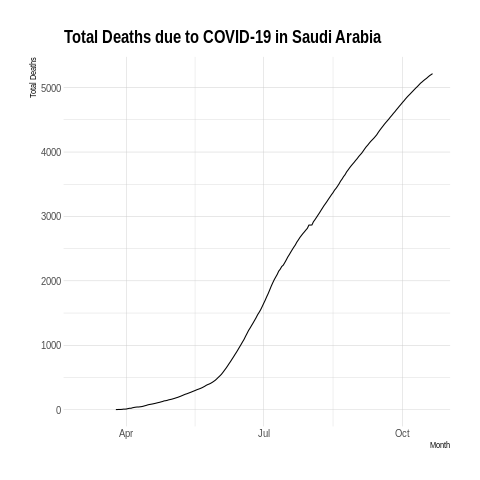 Total Deaths due to COVID-19 in Saudi Arabia
Total Deaths
5000
4000
3000
2000
1000
0
Apr
Jul
Oct
Month